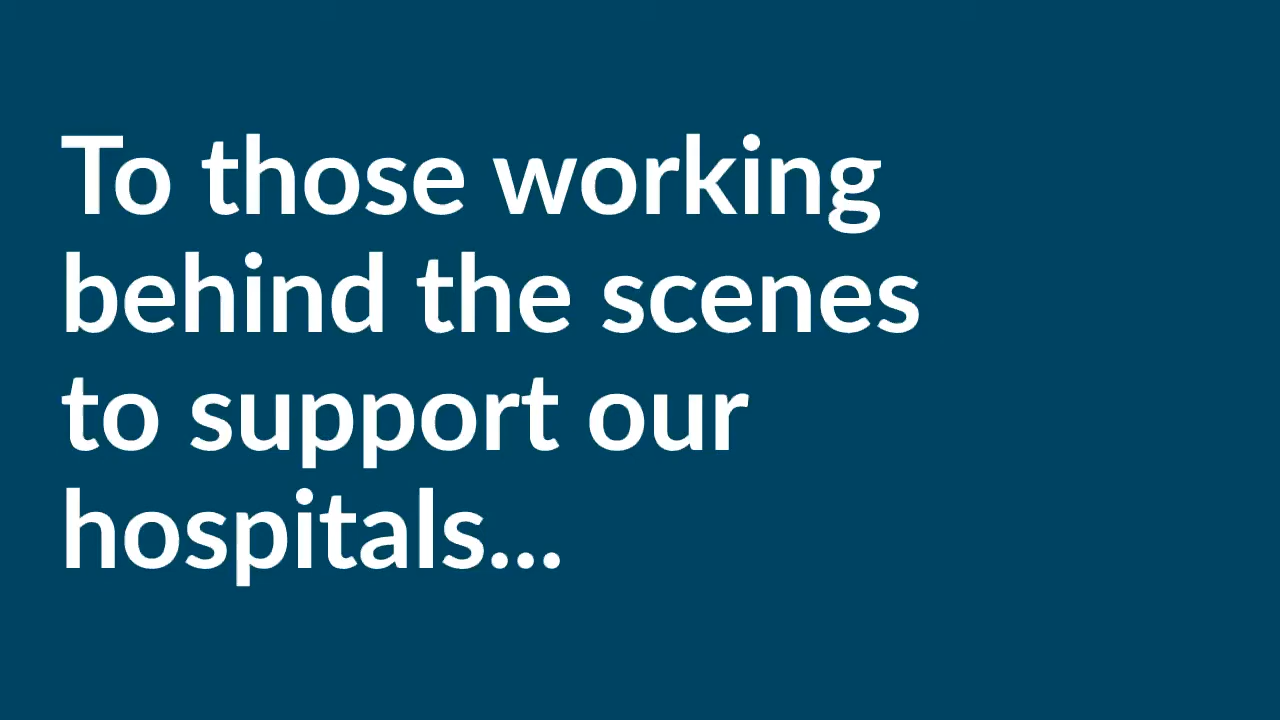 To those working
behind the scenes
to support our
hospitals...